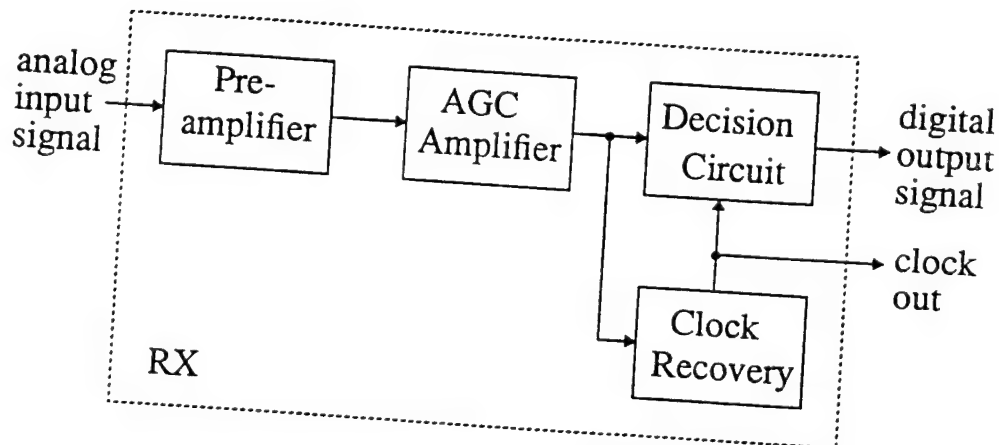 analog
input
signal
Pre-
amplifier
AGC
Amplifier
Decision
Circuit
digital
output
signal
clock
out
Clock
Recovery
RX